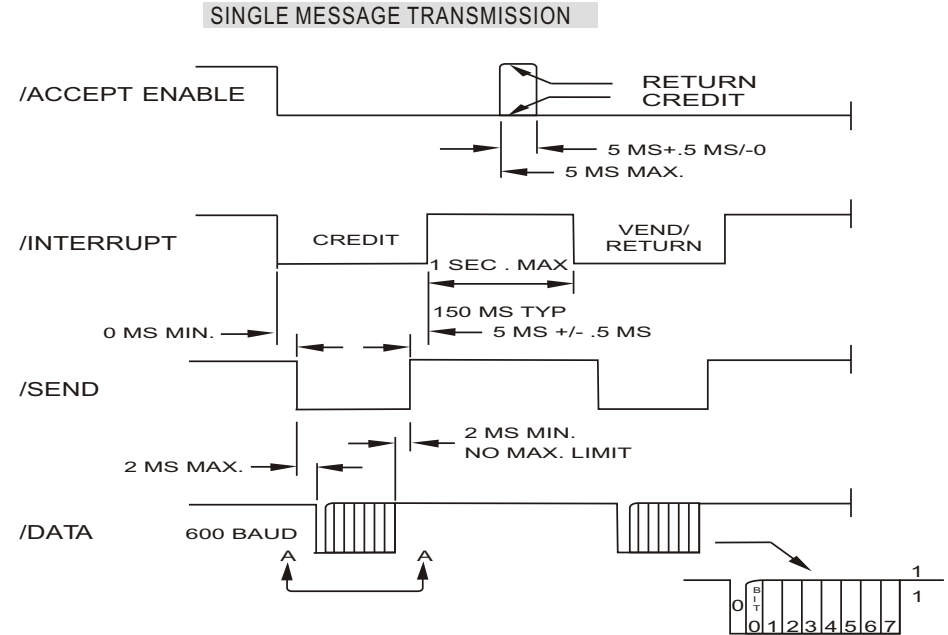 SINGLE MESSAGE TRANSMISSION
/ACCEPT ENABLE
RETURN
CREDIT
5 MS+.5 MS/-0
5 MS MAX.
/INTERRUPT
CREDIT
VEND/
RETURN
1 SEC . MAX
150 MS TYP
0 MS MIN.
5 MS +/- .5 MS
/SEND
2 MS MIN.
NO MAX. LIMIT
2 MS MAX.
/DATA
600 BAUD
A A
1
1
0
BIT
0 1 2 3 4 5 6 7